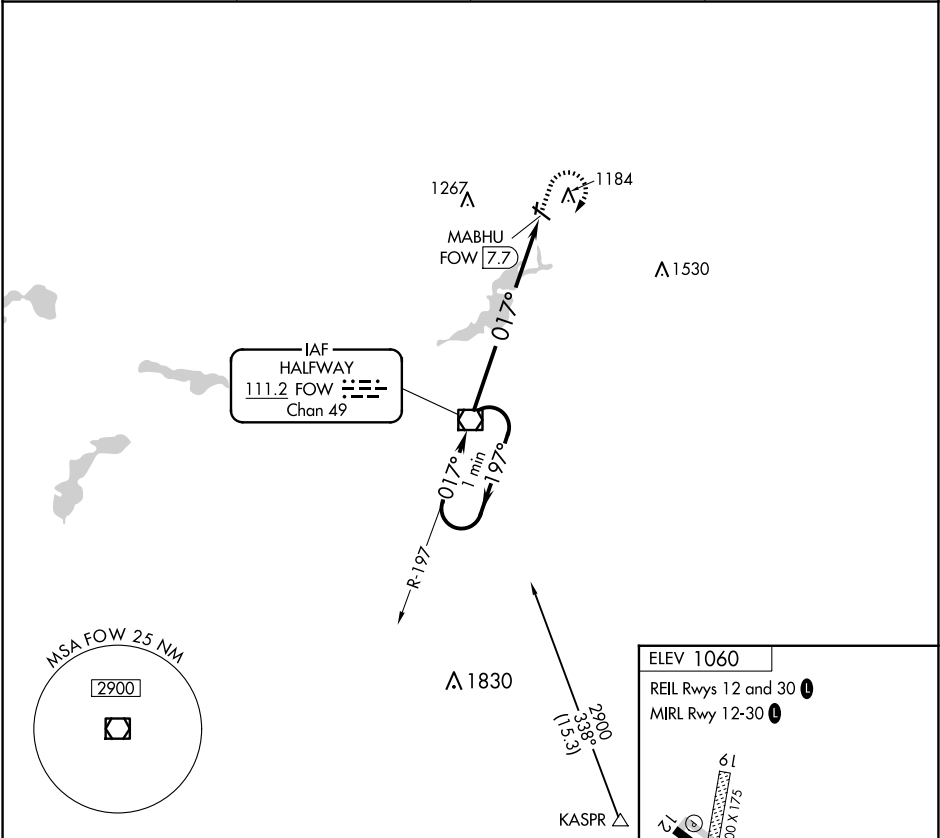 1267
1184
MABHU
FOW 7.7
1530
017°
IAF
HALFWAY
111.2 FOW
Chan 49
017°
1 min
197°
R-197
MSA FOW 25 NM
2900
1830
2900
338°
(15.3)
KASPR
ELEV 1060
REIL Rwys 12 and 30 L
MIRL Rwy 12-30 L
19
00 X 175
12
P